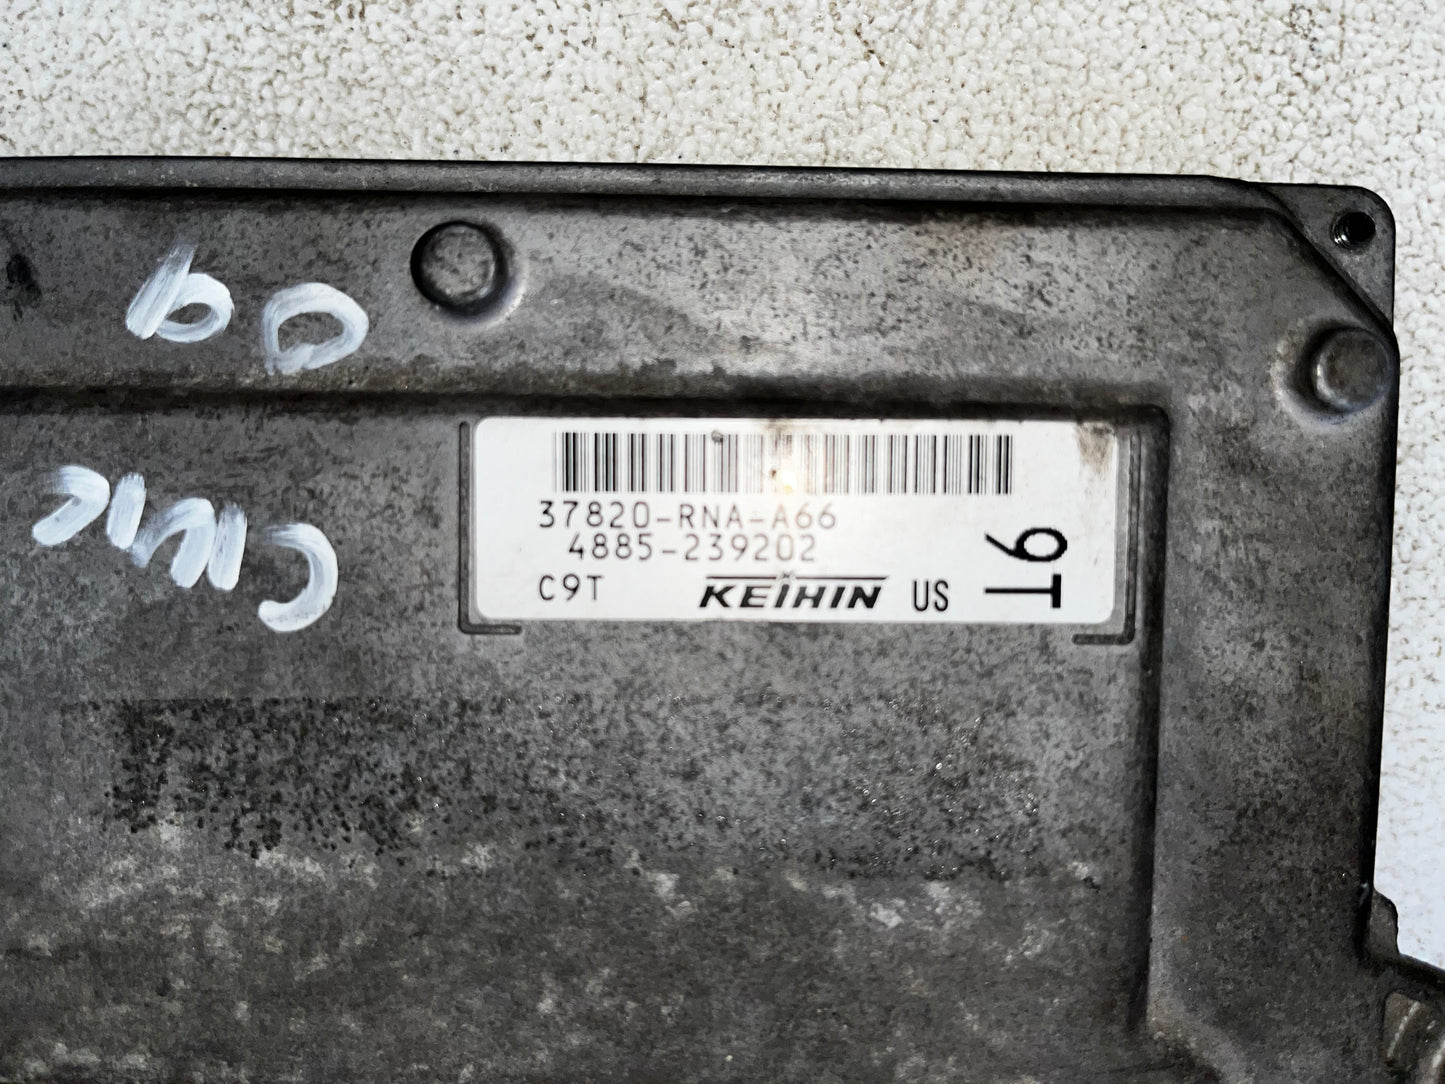 09
CIVIC
37820-RNA-A66
4885-239202
C9T KEIHIN US
9T